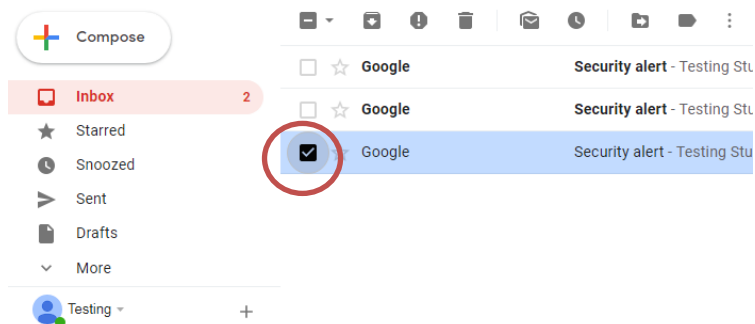 Compose
Inbox 2
Starred
Snoozed
Sent
Drafts
More
Testing
Google Security alert - Testing Stu
Google Security alert - Testing Stu
Google Security alert - Testing Stu